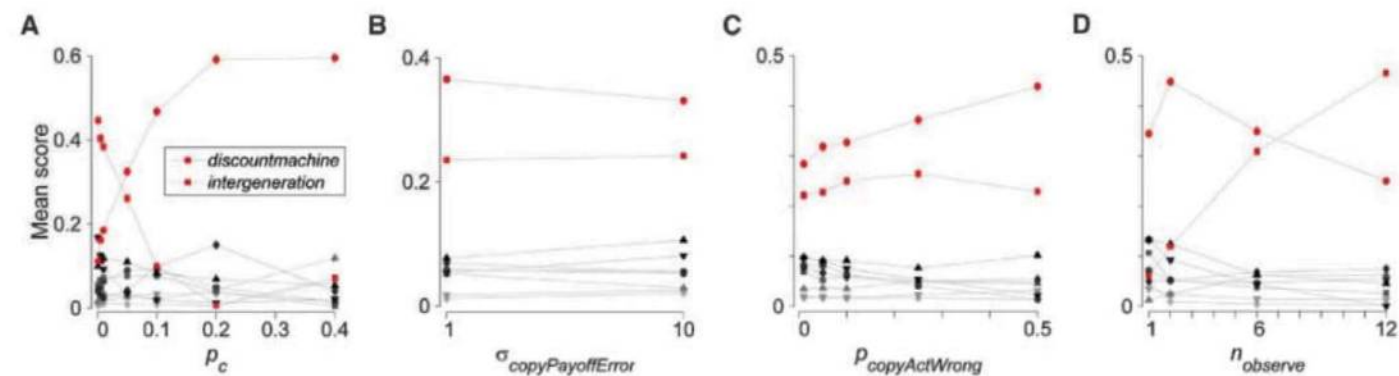 A
B
C
D
Mean score
0.6
0.4
0.2
0
discountmachine
intergeneration
0 0.1 0.2 0.3 0.4
p_c
0.4
0.2
0
1 10
σ_copyPayoffError
0.5
0
0 0.5
p_copyActWrong
0.5
0
1 6 12
n_observe